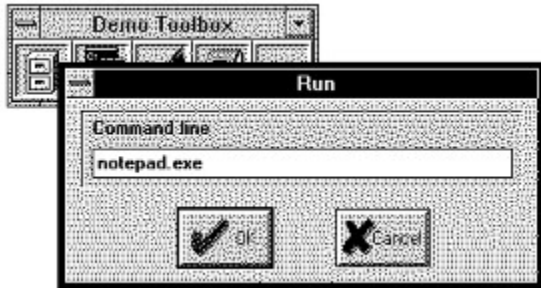 Demo Toolbox
Run
Command line
notepad.exe
OK
Cancel